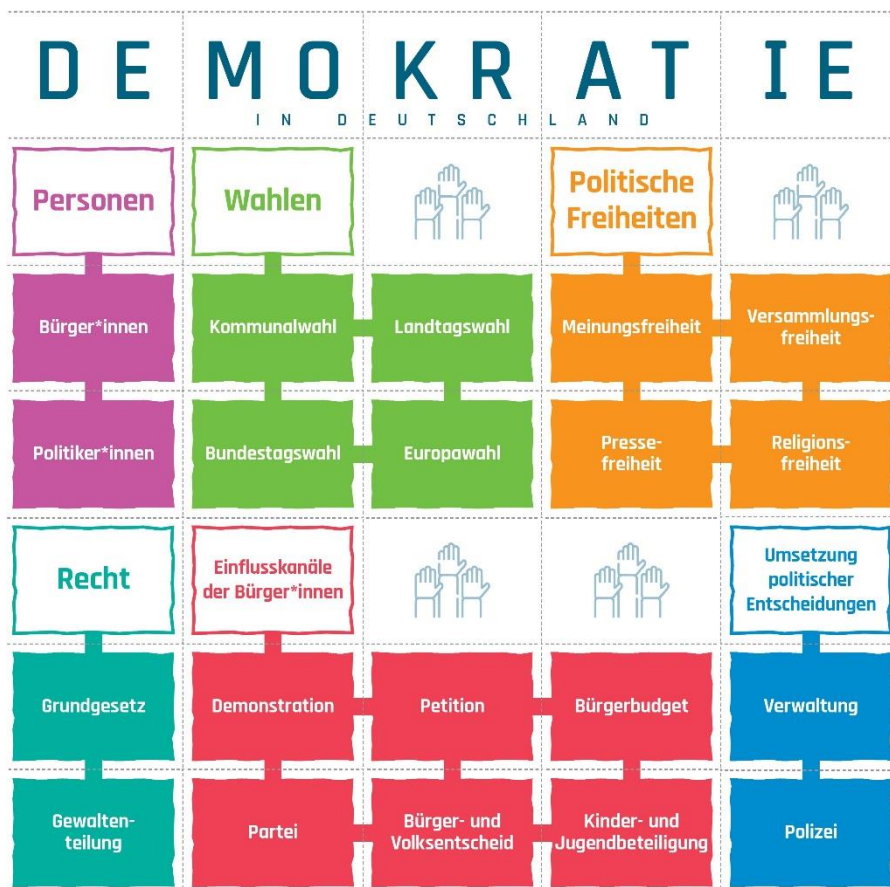 DEMOKRATIE
IN DEUTSCHLAND
Personen
Wahlen
Politische
Freiheiten
Bürger*innen
Kommunalwahl
Landtagswahl
Meinungsfreiheit
Versammlungs-
freiheit
Politiker*innen
Bundestagswahl
Europawahl
Presse-
freiheit
Religions-
freiheit
Recht
Einflusskanäle
der Bürger*innen
Umsetzung
politischer
Entscheidungen
Grundgesetz
Demonstration
Petition
Bürgerbudget
Verwaltung
Gewalten-
teilung
Partei
Bürger- und
Volksentscheid
Kinder- und
Jugendbeteiligung
Polizei